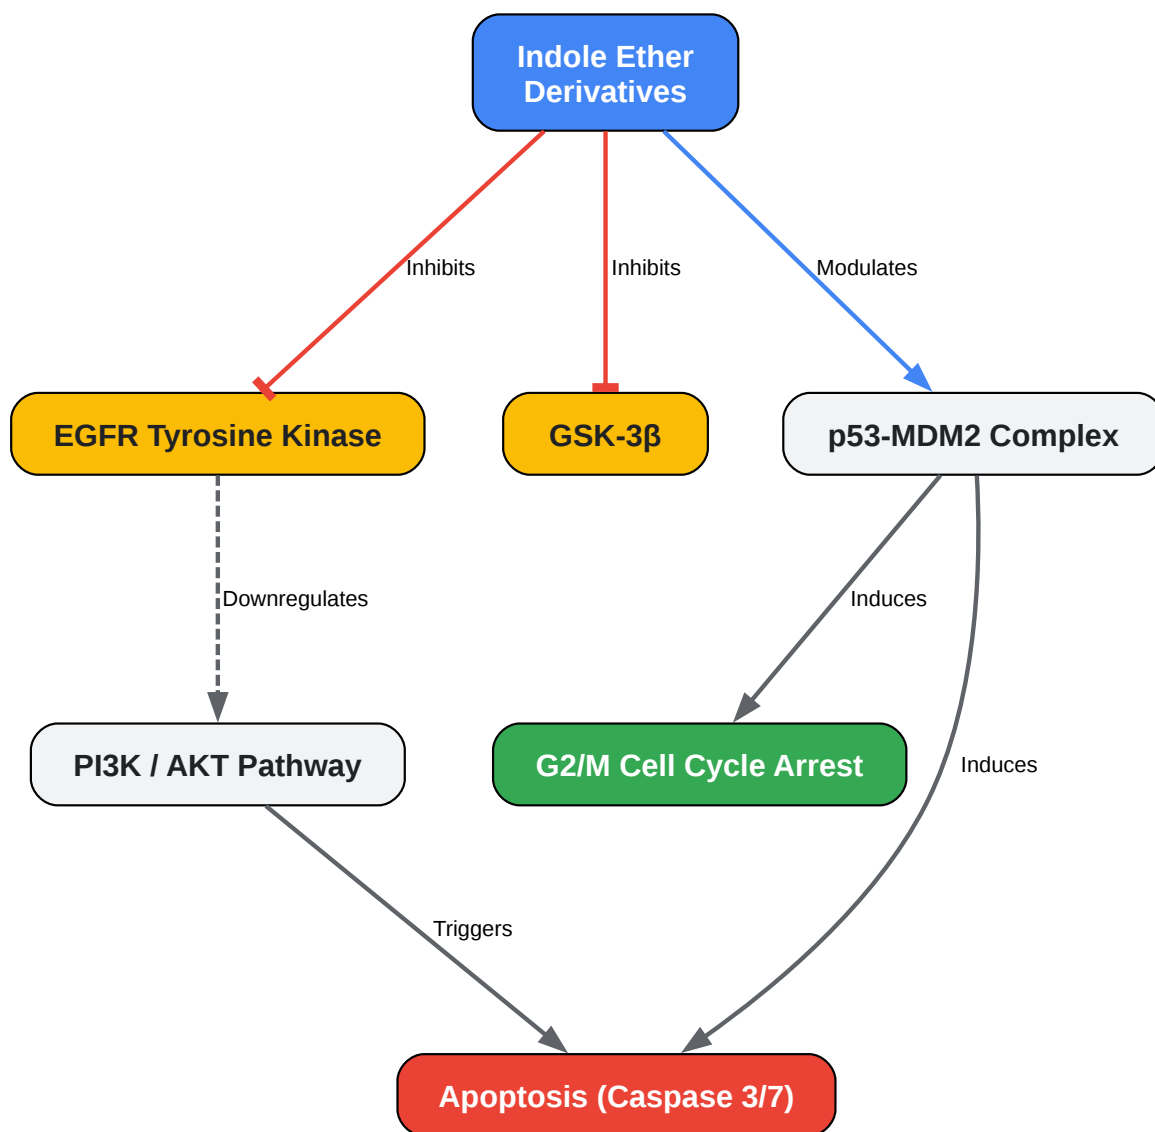 Indole Ether
Derivatives
Inhibits
Inhibits
Modulates
EGFR Tyrosine Kinase
GSK-3β
p53-MDM2 Complex
Downregulates
Induces
PI3K / AKT Pathway
G2/M Cell Cycle Arrest
Induces
Triggers
Apoptosis (Caspase 3/7)